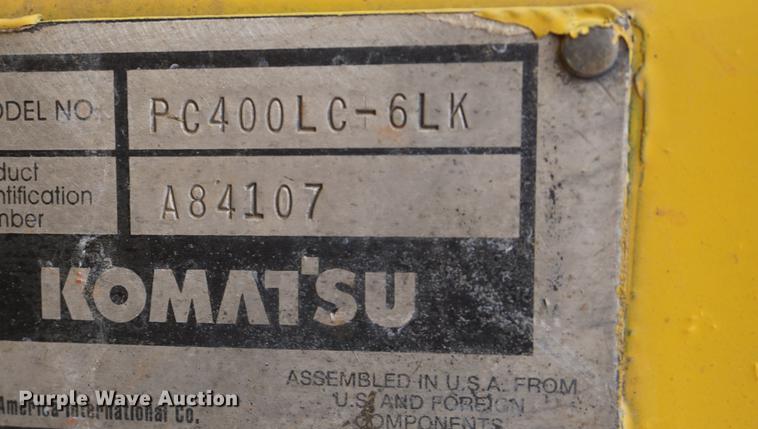 ODEL NO.
PC400LC-6LK
duct
ntification
mber
A84107
KOMATSU
ASSEMBLED IN U.S.A. FROM
U.S. AND FOREIGN
COMPONENTS
America International Co.
Purple Wave Auction